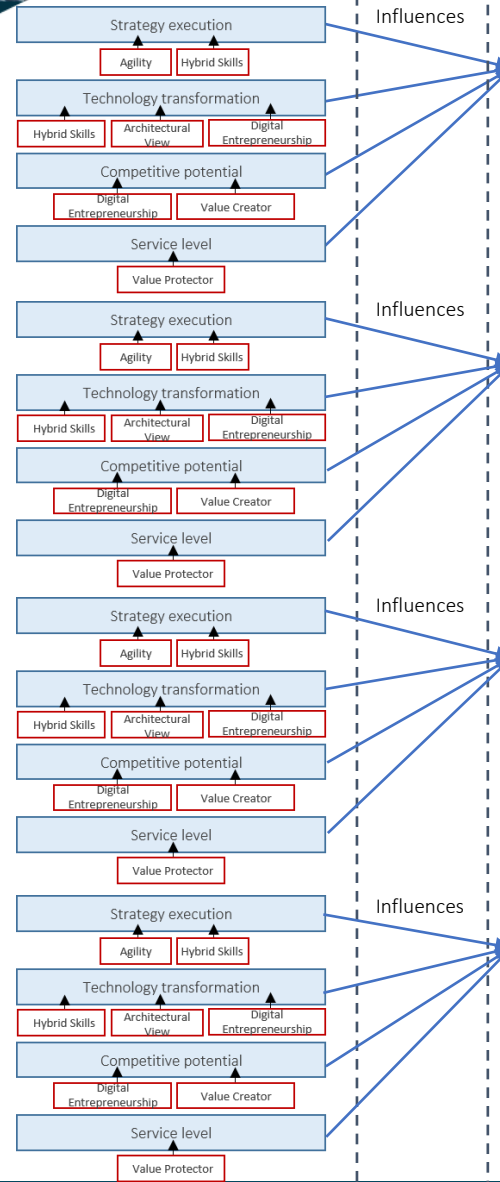 Influences
Strategy execution
Agility
Hybrid Skills
Technology transformation
Hybrid Skills
Architectural
View
Digital
Entrepreneurship
Competitive potential
Digital
Entrepreneurship
Value Creator
Service level
Value Protector
Influences
Strategy execution
Agility
Hybrid Skills
Technology transformation
Hybrid Skills
Architectural
View
Digital
Entrepreneurship
Competitive potential
Digital
Entrepreneurship
Value Creator
Service level
Value Protector
Influences
Strategy execution
Agility
Hybrid Skills
Technology transformation
Hybrid Skills
Architectural
View
Digital
Entrepreneurship
Competitive potential
Digital
Entrepreneurship
Value Creator
Service level
Value Protector
Influences
Strategy execution
Agility
Hybrid Skills
Technology transformation
Hybrid Skills
Architectural
View
Digital
Entrepreneurship
Competitive potential
Digital
Entrepreneurship
Value Creator
Service level
Value Protector